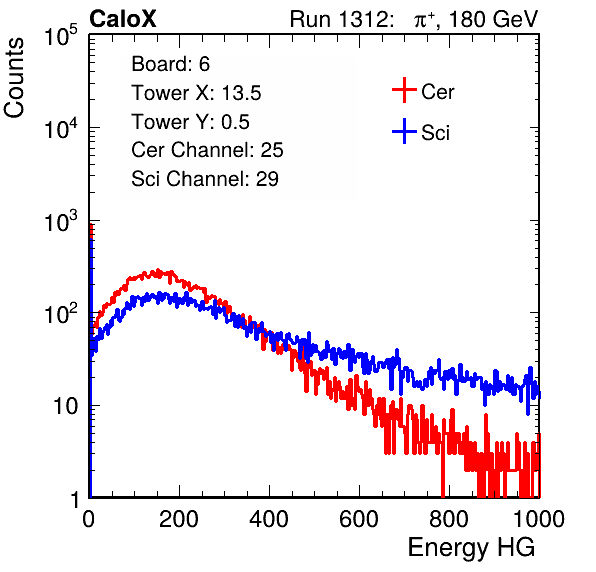 CaloX Run 1312: π⁺, 180 GeV
Counts
Board: 6
Tower X: 13.5
Tower Y: 0.5
Cer Channel: 25
Sci Channel: 29
Cer
Sci
10⁵
10⁴
10³
10²
10
1
0 200 400 600 800 1000
Energy HG